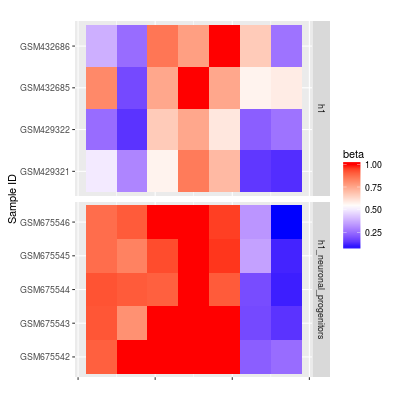 GSM432686
GSM432685
GSM429322
GSM429321
h1
GSM675546
GSM675545
GSM675544
GSM675543
GSM675542
h1_neuronal_progenitors
Sample ID
beta
1.00
0.75
0.50
0.25